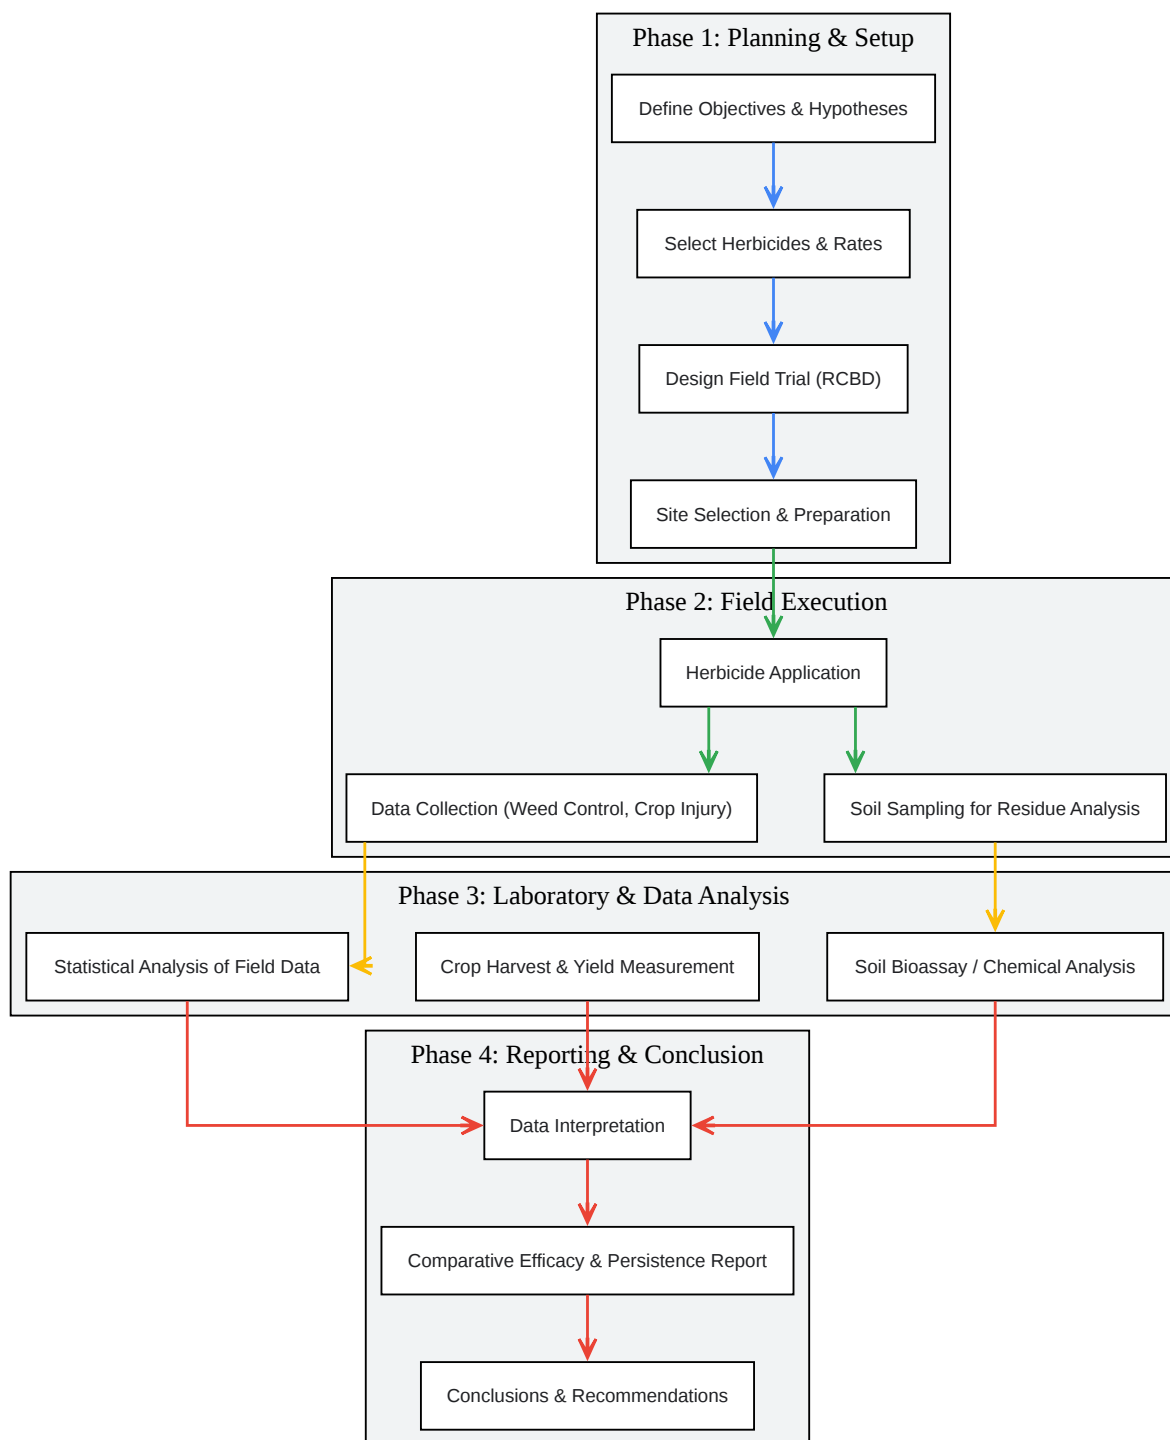 Phase 1: Planning & Setup
Define Objectives & Hypotheses
Select Herbicides & Rates
Design Field Trial (RCBD)
Site Selection & Preparation
Phase 2: Field Execution
Herbicide Application
Data Collection (Weed Control, Crop Injury)
Soil Sampling for Residue Analysis
Phase 3: Laboratory & Data Analysis
Statistical Analysis of Field Data
Crop Harvest & Yield Measurement
Soil Bioassay / Chemical Analysis
Phase 4: Reporting & Conclusion
Data Interpretation
Comparative Efficacy & Persistence Report
Conclusions & Recommendations